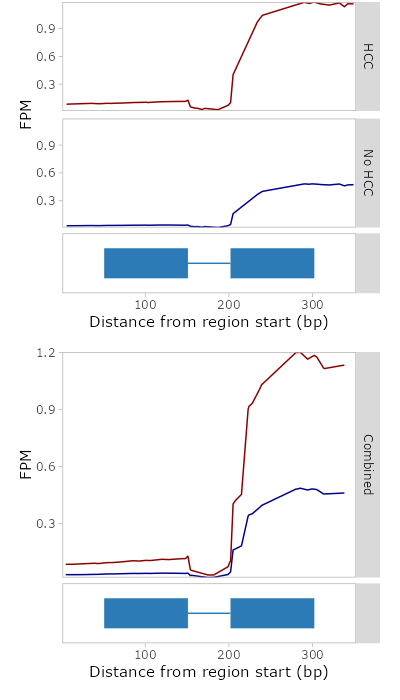 0.9
0.6
0.3
HCC
FPM
0.9
0.6
0.3
No HCC
100 200 300
Distance from region start (bp)
1.2
0.9
0.6
0.3
FPM
Combined
100 200 300
Distance from region start (bp)